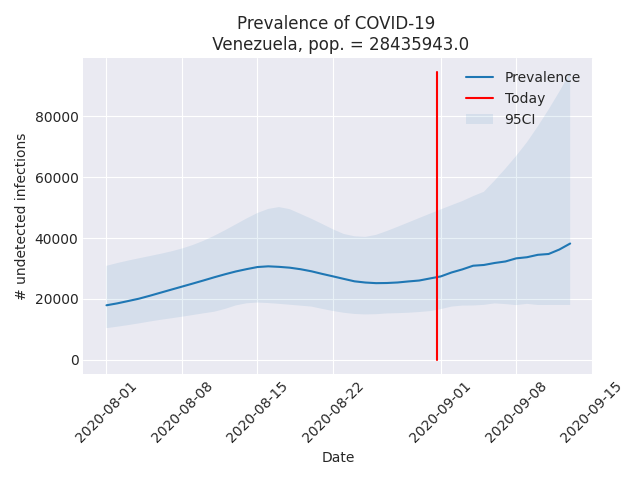 Prevalence of COVID-19
Venezuela, pop. = 28435943.0
Prevalence
Today
95CI
80000
60000
40000
20000
0
# undetected infections
2020-08-01
2020-08-08
2020-08-15
2020-08-22
2020-09-01
2020-09-08
2020-09-15
Date